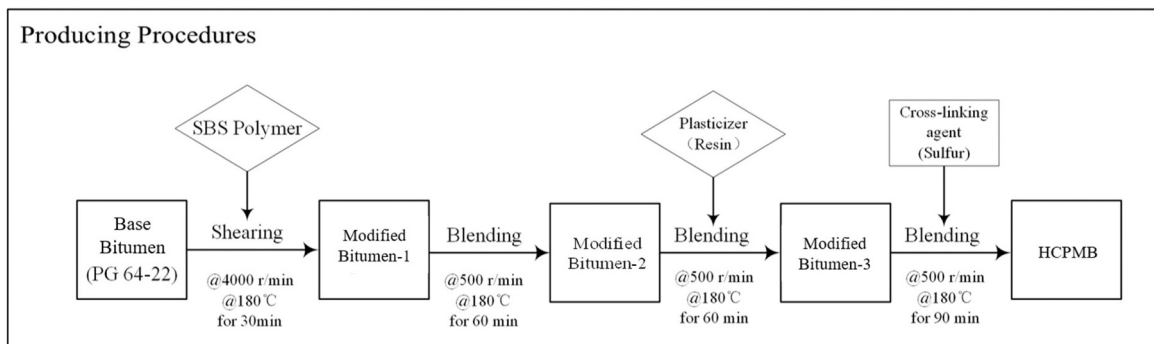 Producing Procedures
SBS Polymer
Plasticizer
（Resin）
Cross-linking
agent
(Sulfur)
Base
Bitumen
(PG 64-22)
Shearing
@4000 r/min
@180℃
for 30min
Modified
Bitumen-1
Blending
@500 r/min
@180℃
for 60 min
Modified
Bitumen-2
Blending
@500 r/min
@180℃
for 60 min
Modified
Bitumen-3
Blending
@500 r/min
@180℃
for 90 min
HCPMB